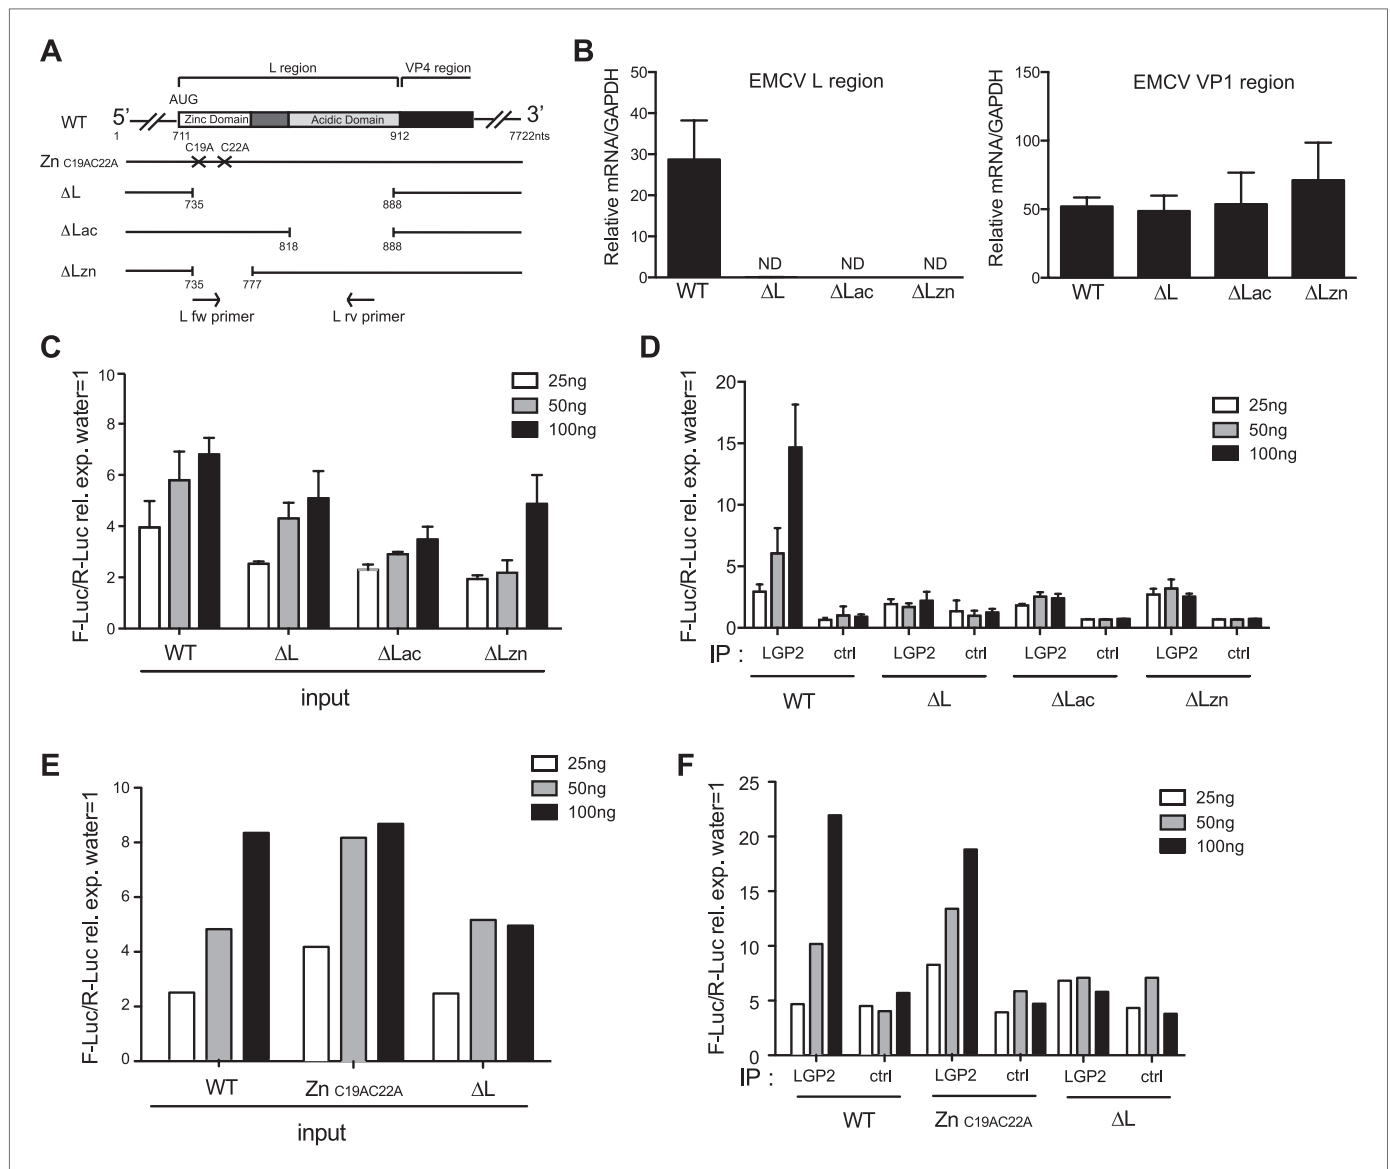 A
L region
VP4 region
AUG
WT
5’
Zinc Domain
Acidic Domain
3’
1
711
912
7722nts
C19A
C22A
Zn C19AC22A
ΔL
735
888
ΔLac
818
888
ΔLzn
735
777
L fw primer
L rv primer
B
EMCV L region
Relative mRNA/GAPDH
50
40
30
20
10
0
ND
ND
ND
WT
ΔL
ΔLac
ΔLzn
EMCV VP1 region
Relative mRNA/GAPDH
150
100
50
0
WT
ΔL
ΔLac
ΔLzn
C
F-Luc/R-Luc rel. exp. water=1
10
8
6
4
2
0
25ng
50ng
100ng
WT
ΔL
ΔLac
ΔLzn
input
D
F-Luc/R-Luc rel. exp. water=1
20
15
10
5
0
25ng
50ng
100ng
IP :
LGP2
ctrl
LGP2
ctrl
LGP2
ctrl
LGP2
ctrl
WT
ΔL
ΔLac
ΔLzn
E
F-Luc/R-Luc rel. exp. water=1
10
8
6
4
2
0
25ng
50ng
100ng
WT
Zn C19AC22A
ΔL
input
F
F-Luc/R-Luc rel. exp. water=1
25
20
15
10
5
0
25ng
50ng
100ng
IP :
LGP2
ctrl
LGP2
ctrl
LGP2
ctrl
WT
Zn C19AC22A
ΔL